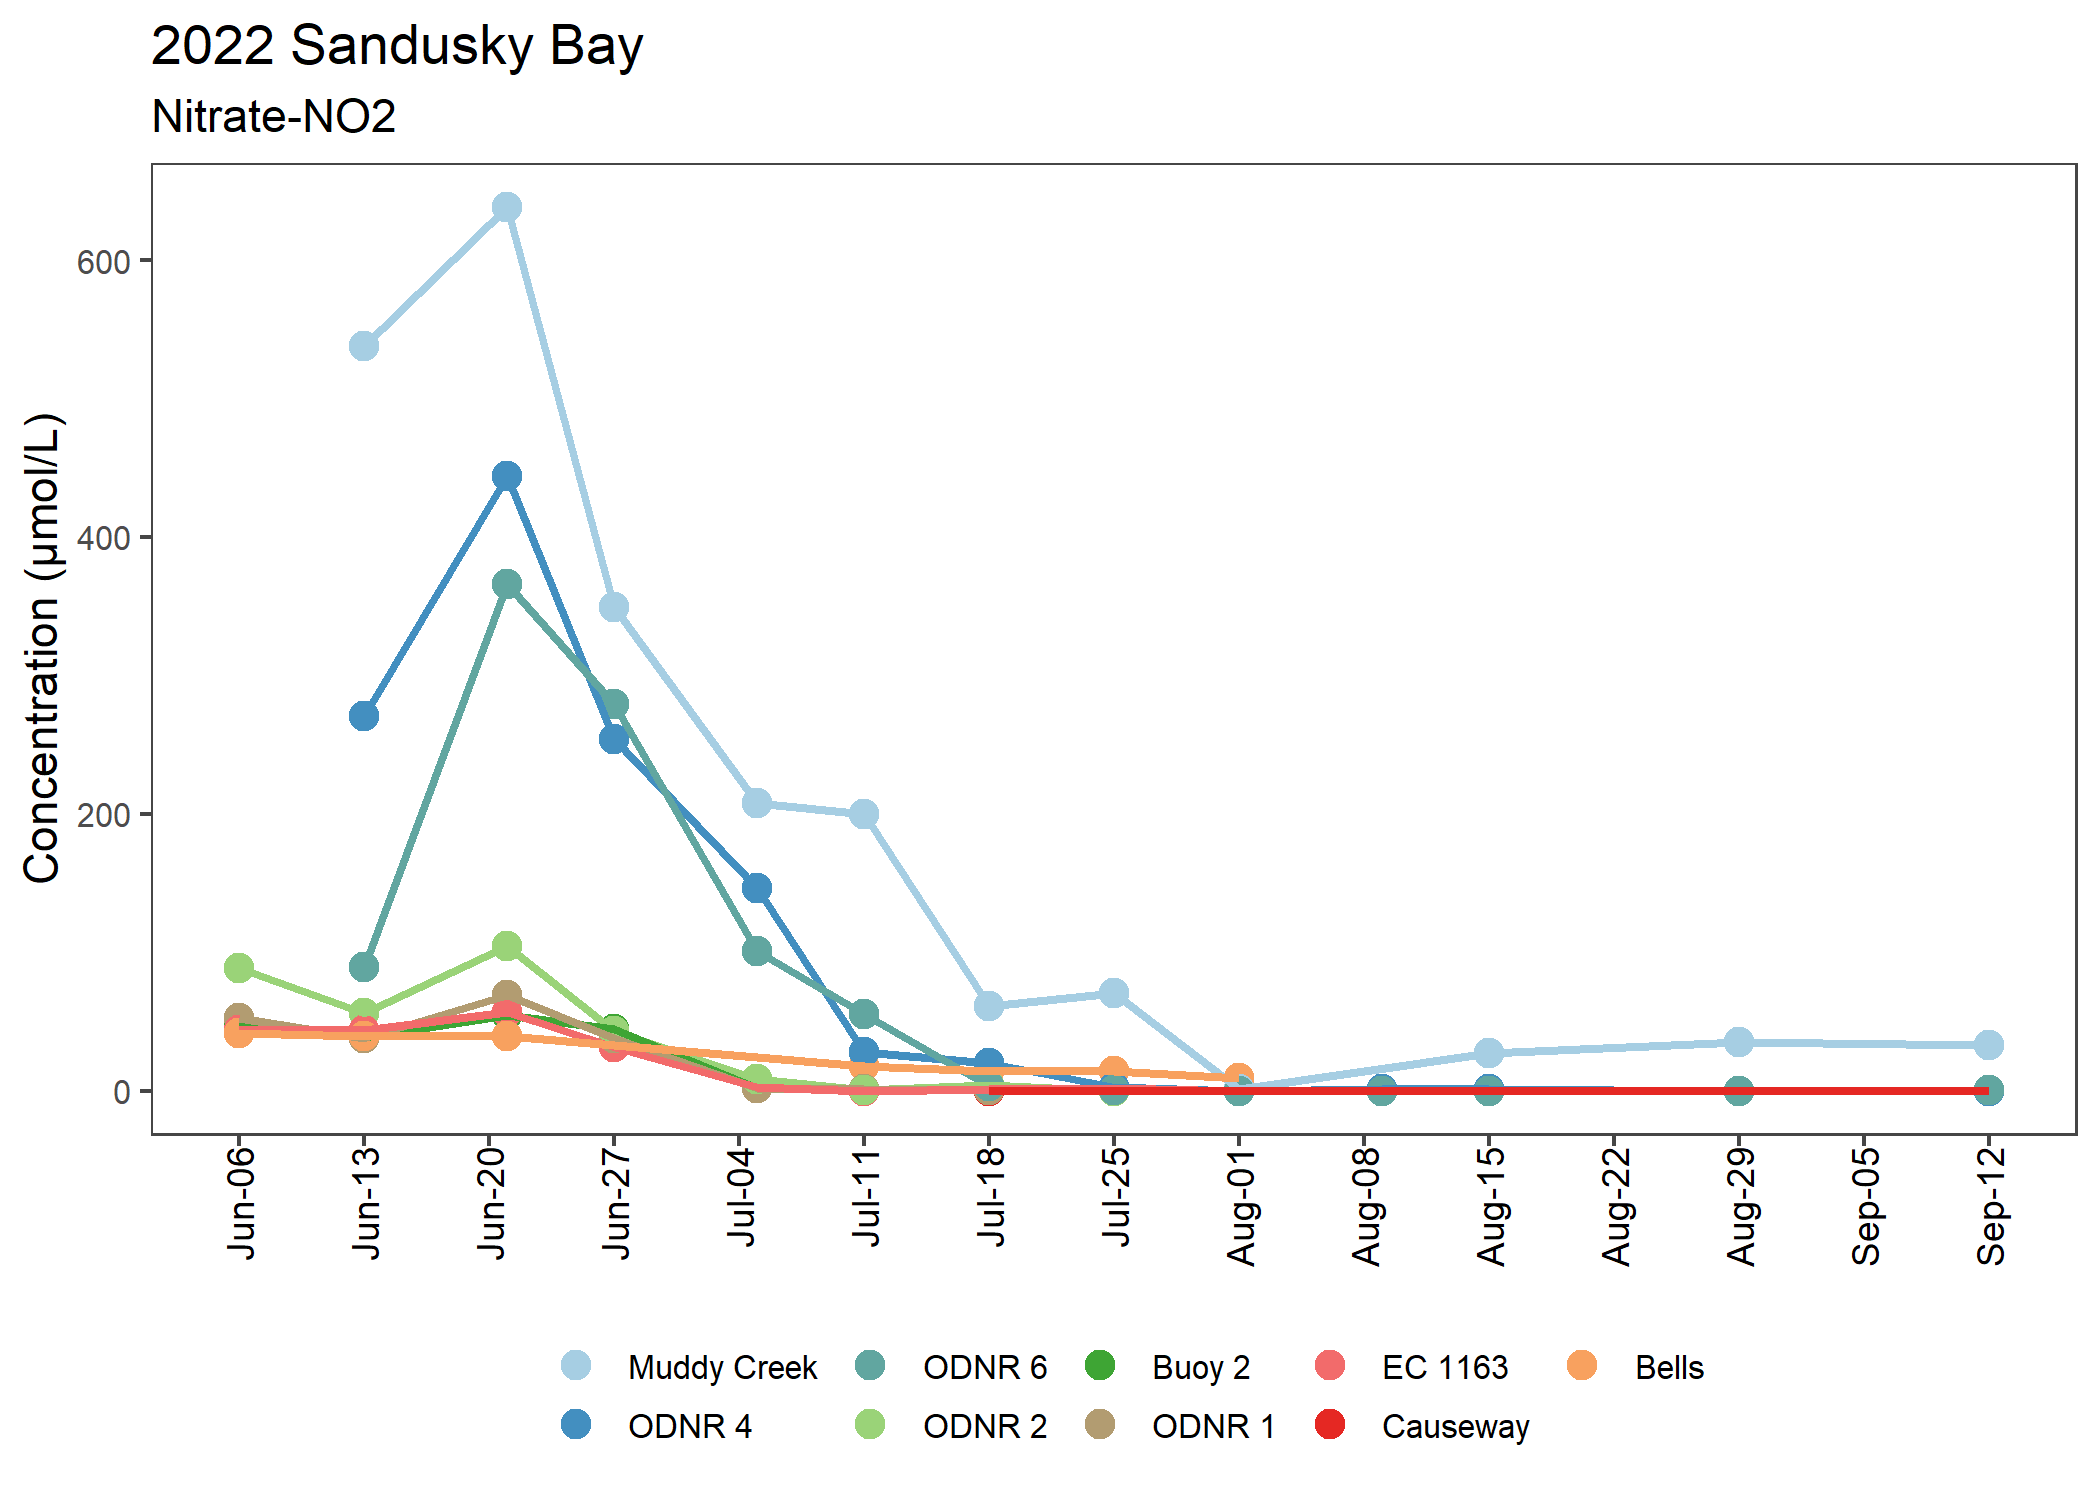 2022 Sandusky Bay
Nitrate-NO2
Concentration (µmol/L)
600
400
200
0
Jun-06
Jun-13
Jun-20
Jun-27
Jul-04
Jul-11
Jul-18
Jul-25
Aug-01
Aug-08
Aug-15
Aug-22
Aug-29
Sep-05
Sep-12
Muddy Creek
ODNR 6
Buoy 2
EC 1163
Bells
ODNR 4
ODNR 2
ODNR 1
Causeway